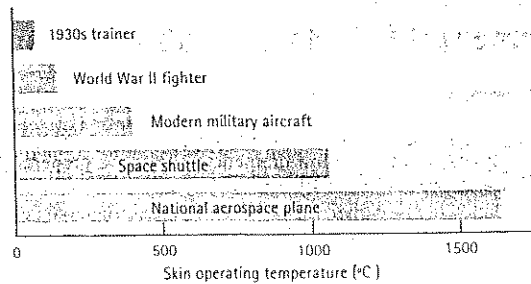 1930s trainer
World War II fighter
Modern military aircraft
Space shuttle
National aerospace plane
0 500 1000 1500
Skin operating temperature (ºC)